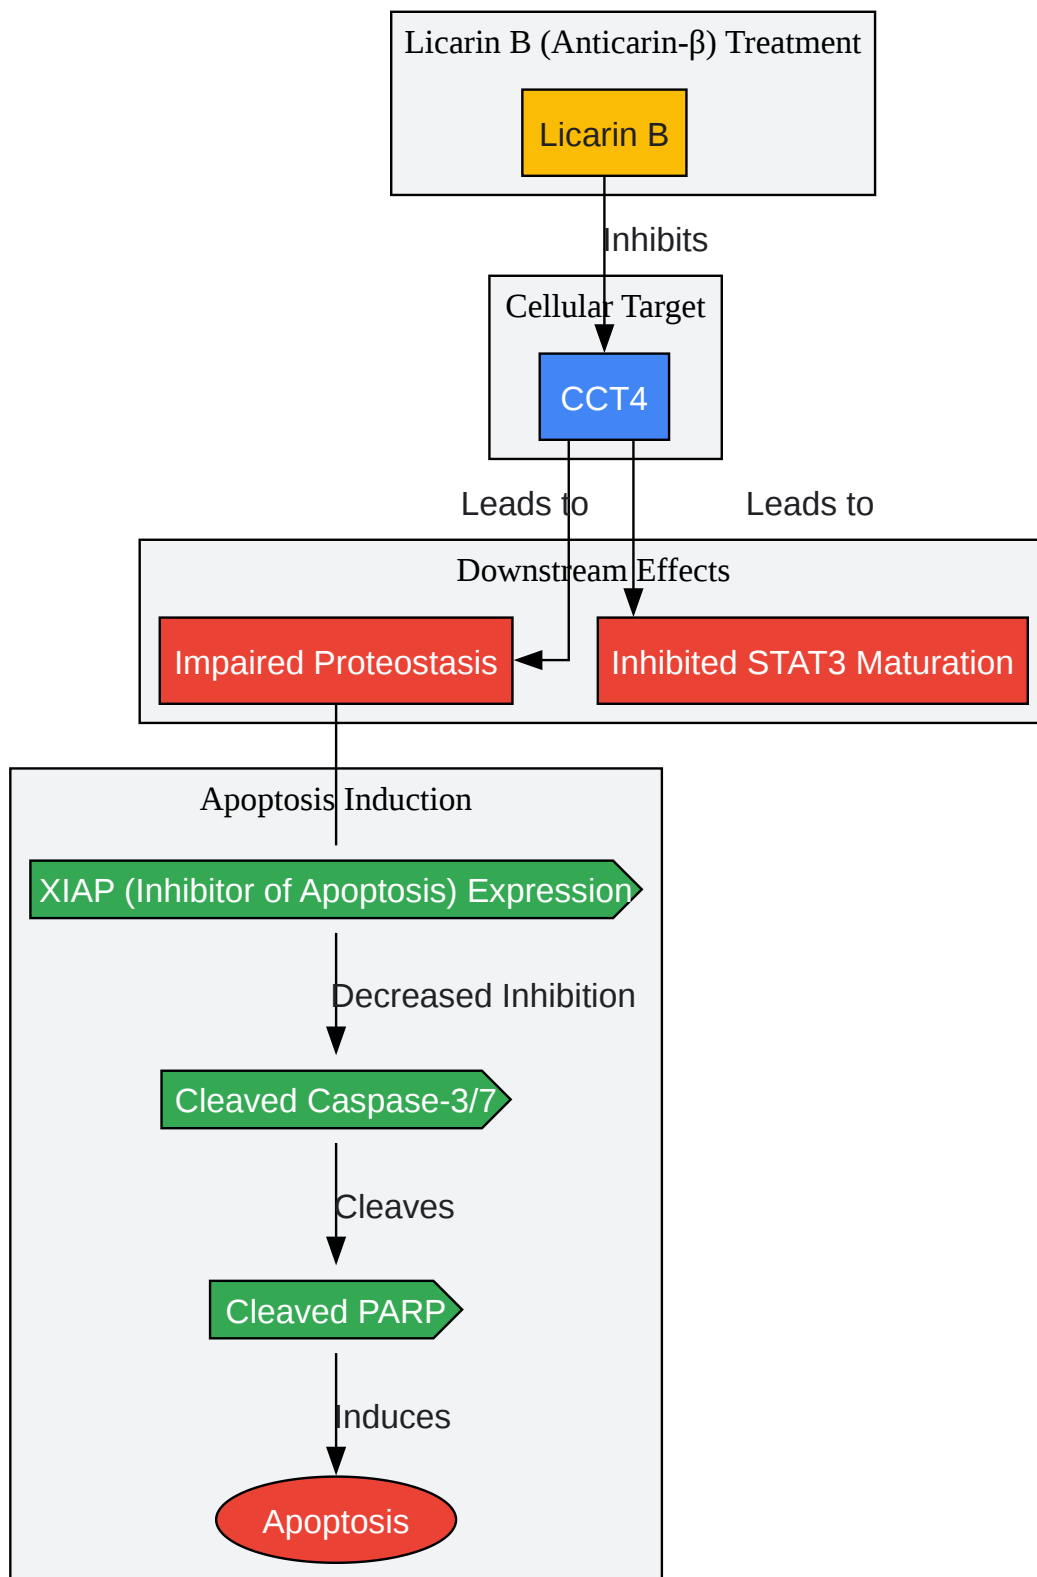 Licarin B (Anticarin-β) Treatment
Licarin B
Inhibits
Cellular Target
CCT4
Leads to
Leads to
Downstream Effects
Impaired Proteostasis
Inhibited STAT3 Maturation
Apoptosis Induction
XIAP (Inhibitor of Apoptosis) Expression
Decreased Inhibition
Cleaved Caspase-3/7
Cleaves
Cleaved PARP
Induces
Apoptosis